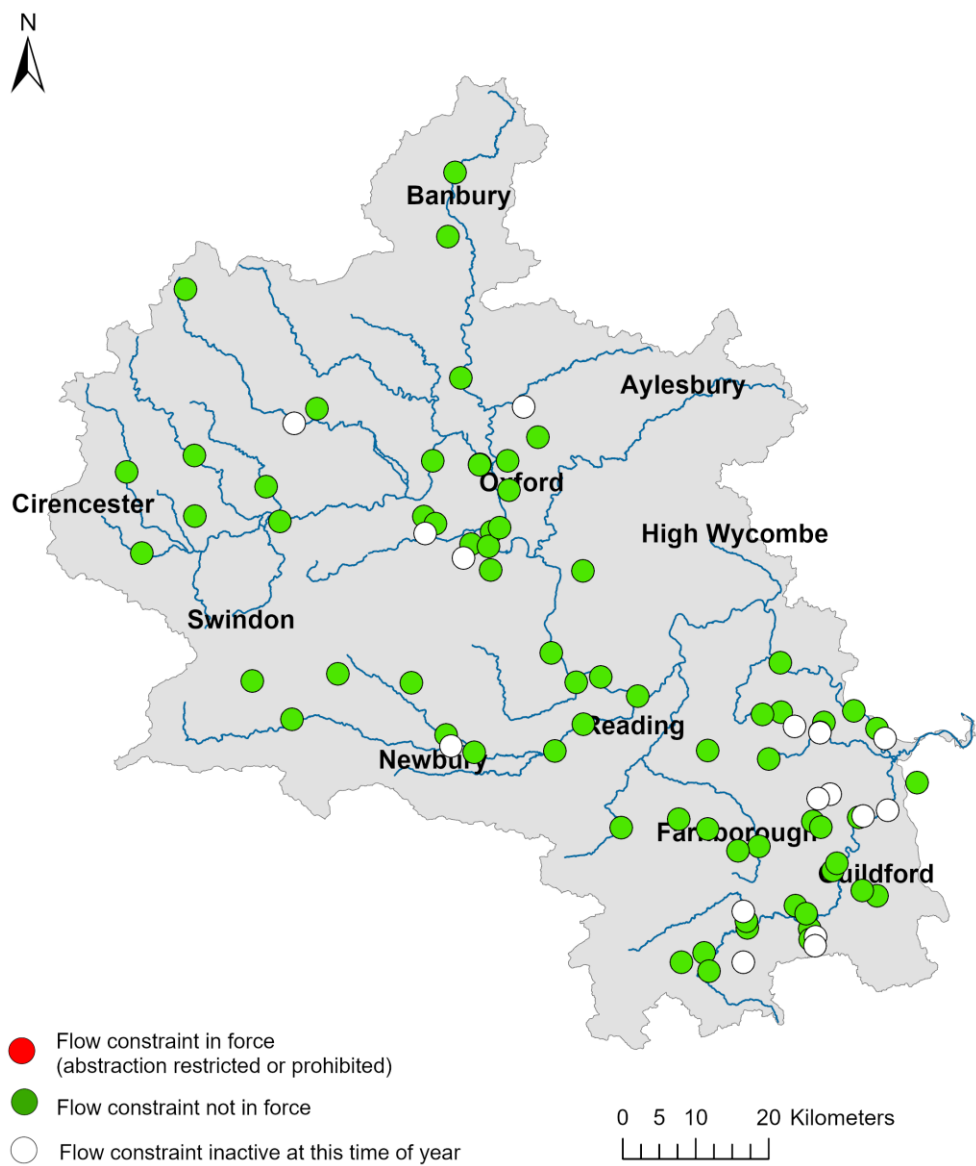 N
Banbury
Aylesbury
Oxford
Cirencester
High Wycombe
Swindon
Reading
Newbury
Farnborough
Guildford
Flow constraint in force
(abstraction restricted or prohibited)
Flow constraint not in force
0 5 10 20 Kilometers
Flow constraint inactive at this time of year